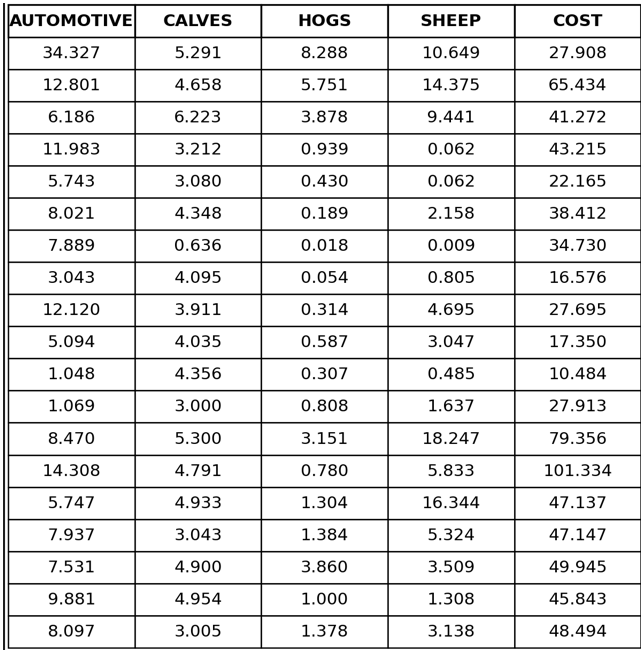 AUTOMOTIVE CALVES HOGS SHEEP COST
34.327 5.291 8.288 10.649 27.908
12.801 4.658 5.751 14.375 65.434
6.186 6.223 3.878 9.441 41.272
11.983 3.212 0.939 0.062 43.215
5.743 3.080 0.430 0.062 22.165
8.021 4.348 0.189 2.158 38.412
7.889 0.636 0.018 0.009 34.730
3.043 4.095 0.054 0.805 16.576
12.120 3.911 0.314 4.695 27.695
5.094 4.035 0.587 3.047 17.350
1.048 4.356 0.307 0.485 10.484
1.069 3.000 0.808 1.637 27.913
8.470 5.300 3.151 18.247 79.356
14.308 4.791 0.780 5.833 101.334
5.747 4.933 1.304 16.344 47.137
7.937 3.043 1.384 5.324 47.147
7.531 4.900 3.860 3.509 49.945
9.881 4.954 1.000 1.308 45.843
8.097 3.005 1.378 3.138 48.494